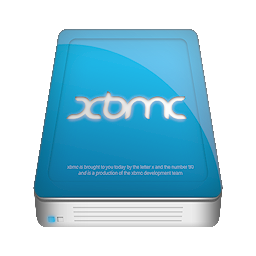 xbmc
xbmc is brought to you today by the letter x and the number 90
and is a production of the xbmc development team.